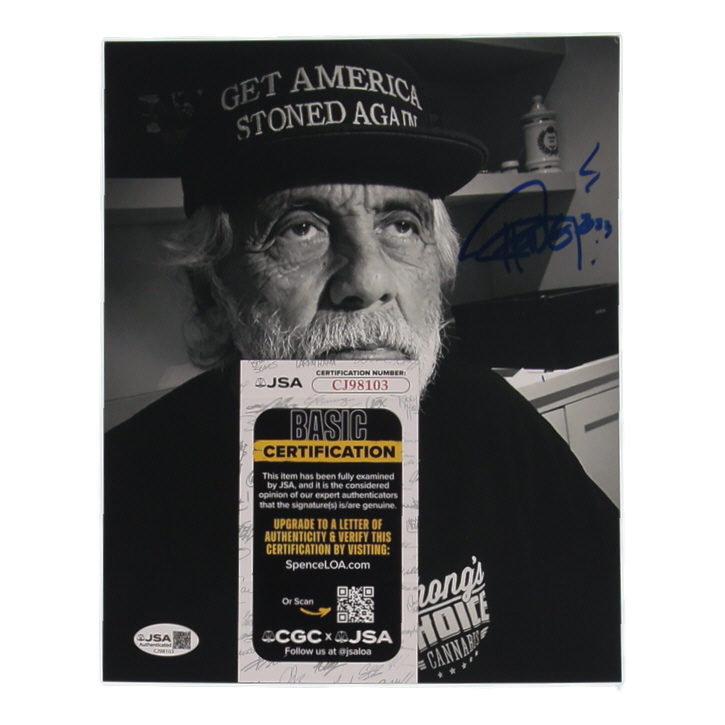 GET AMERICA
STONED AGAIN
JSA
CERTIFICATION NUMBER:
CJ98103
BASIC
CERTIFICATION
This item has been fully examined
by JSA, and it is the considered
opinion of our expert authenticators
that the signature(s) is/are genuine.
UPGRADE TO A LETTER OF
AUTHENTICITY & VERIFY THIS
CERTIFICATION BY VISITING:
SpenceLOA.com
Or Scan
CGC x JSA
Follow us at @jsaloa
JSA
Authenticated
CJ98103
hong's
HOICE
CANNABIS